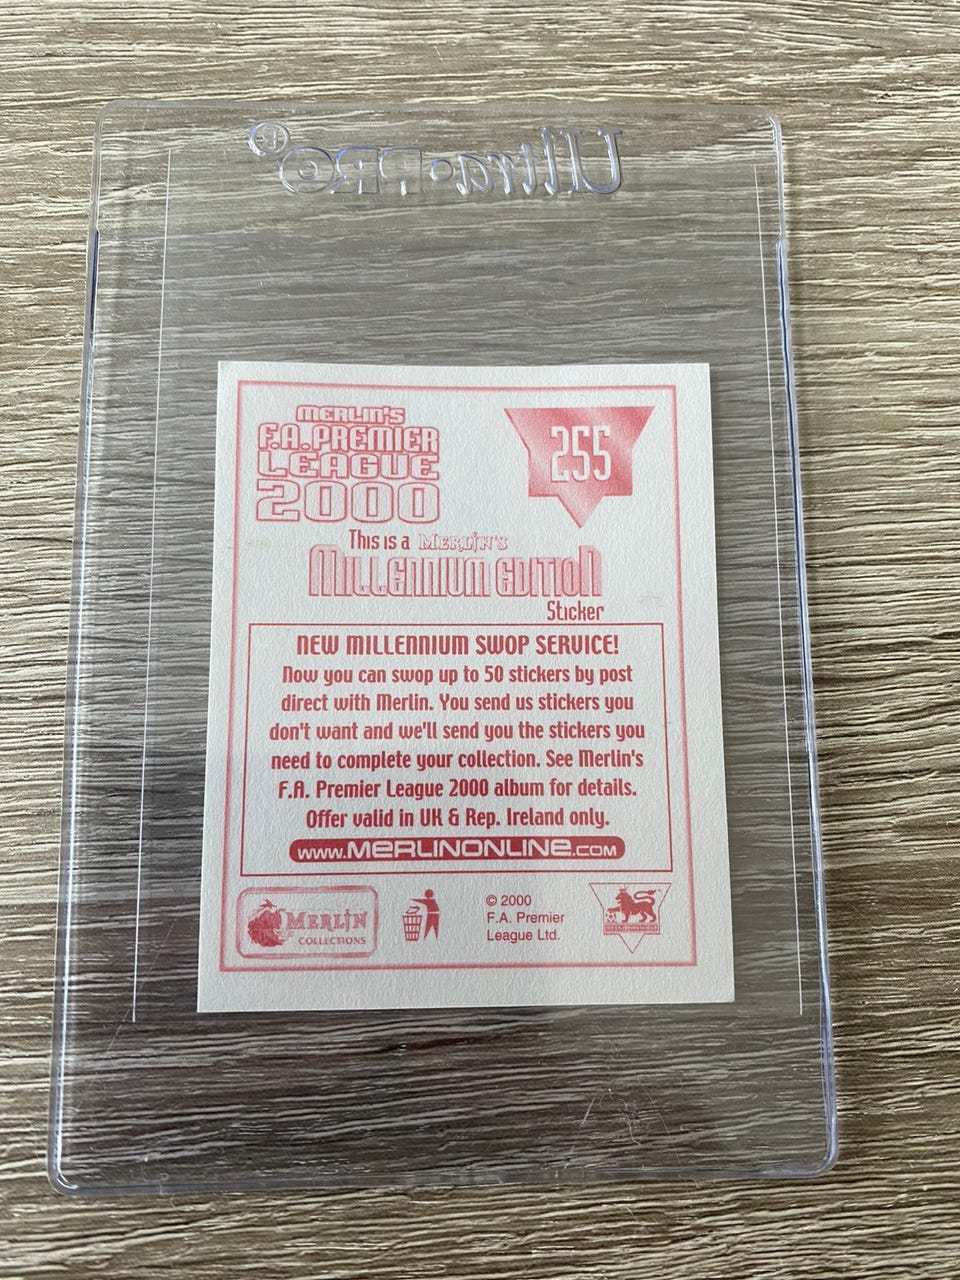 Ultra•PRO®
MERLIN'S
F.A. PREMIER
LEAGUE
2000
255
This is a MERLIN'S
MILLENNIUM EDITION
Sticker
NEW MILLENNIUM SWOP SERVICE!
Now you can swop up to 50 stickers by post
direct with Merlin. You send us stickers you
don't want and we'll send you the stickers you
need to complete your collection. See Merlin's
F.A. Premier League 2000 album for details.
Offer valid in UK & Rep. Ireland only.
www.MERLINONLINE.COM
MERLIN
COLLECTIONS
© 2000
F.A. Premier
League Ltd.